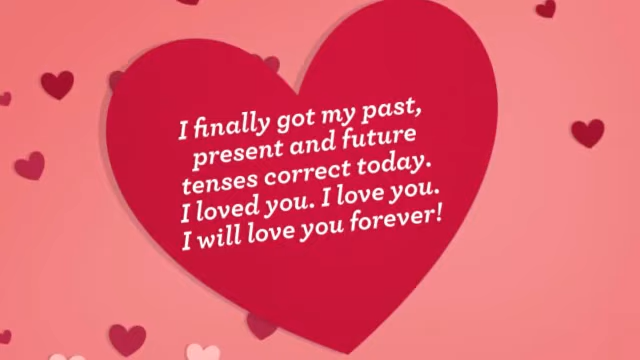 I finally got my past,
present and future
tenses correct today.
I loved you. I love you.
I will love you forever!